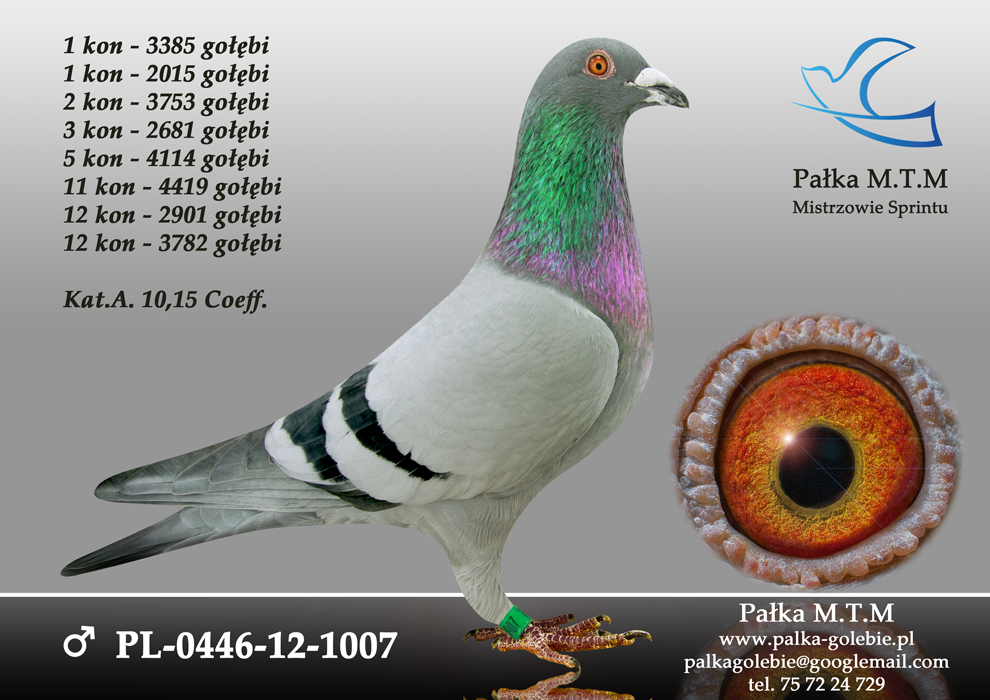 1 kon - 3385 gołębi
1 kon - 2015 gołębi
2 kon - 3753 gołębi
3 kon - 2681 gołębi
5 kon - 4114 gołębi
11 kon - 4419 gołębi
12 kon - 2901 gołębi
12 kon - 3782 gołębi
Kat.A. 10,15 Coeff.
Pałka M.T.M
Mistrzowie Sprintu
♂ PL-0446-12-1007
Pałka M.T.M
www.palka-golebie.pl
palkagolebie@googlemail.com
tel. 75 72 24 729